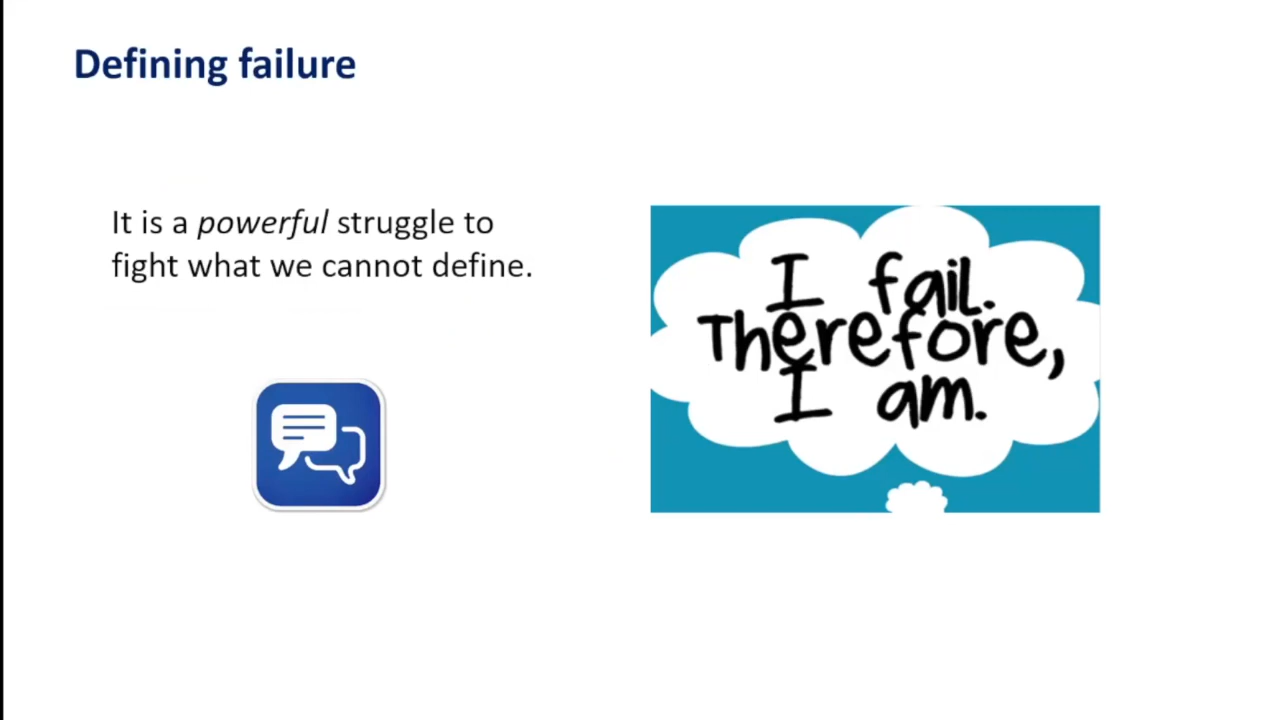 Defining failure
It is a powerful struggle to
fight what we cannot define.
I fail.
Therefore,
I am.